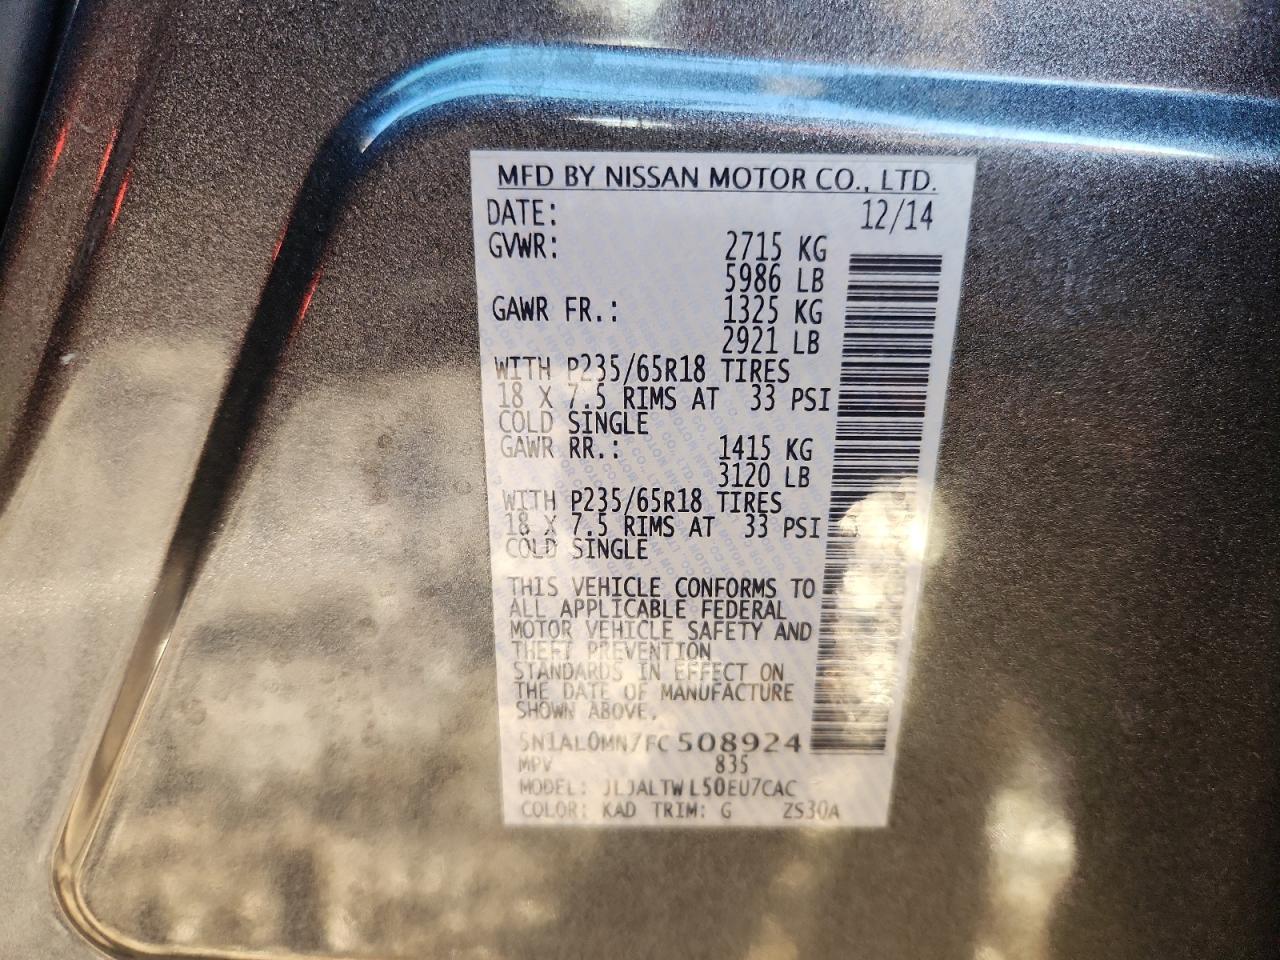 MFD BY NISSAN MOTOR CO., LTD.
DATE: 12/14
GVWR: 2715 KG
5986 LB
GAWR FR.: 1325 KG
2921 LB
WITH P235/65R18 TIRES
18 X 7.5 RIMS AT 33 PSI
COLD SINGLE
GAWR RR.: 1415 KG
3120 LB
WITH P235/65R18 TIRES
18 X 7.5 RIMS AT 33 PSI
COLD SINGLE
THIS VEHICLE CONFORMS TO
ALL APPLICABLE FEDERAL
MOTOR VEHICLE SAFETY AND
THEFT PREVENTION
STANDARDS IN EFFECT ON
THE DATE OF MANUFACTURE
SHOWN ABOVE.
5N1AL0MN7FC508924
MPV 835
MODEL: JLJALTWL50EU7CAC
COLOR: KAD TRIM: G ZS30A